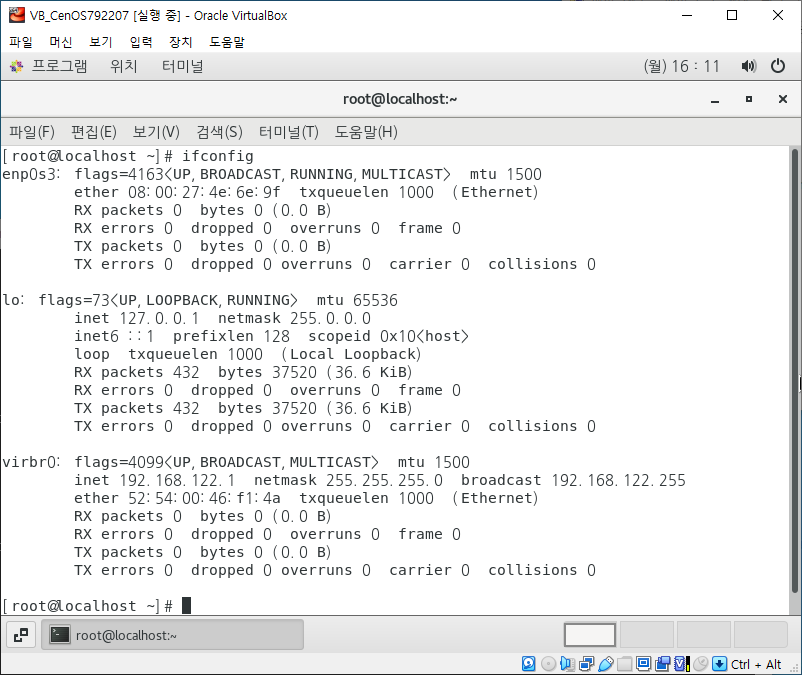 VB_CenOS792207 [실행 중] - Oracle VirtualBox
파일 머신 보기 입력 장치 도움말
프로그램 위치 터미널 (월) 16 : 11
root@localhost:~
파일(F) 편집(E) 보기(V) 검색(S) 터미널(T) 도움말(H)
[root@localhost ~]# ifconfig
enp0s3: flags=4163<UP,BROADCAST,RUNNING,MULTICAST>  mtu 1500
        ether 08:00:27:4e:6e:9f  txqueuelen 1000  (Ethernet)
        RX packets 0  bytes 0 (0.0 B)
        RX errors 0  dropped 0  overruns 0  frame 0
        TX packets 0  bytes 0 (0.0 B)
        TX errors 0  dropped 0 overruns 0  carrier 0  collisions 0
lo: flags=73<UP,LOOPBACK,RUNNING>  mtu 65536
        inet 127.0.0.1  netmask 255.0.0.0
        inet6 ::1  prefixlen 128  scopeid 0x10<host>
        loop  txqueuelen 1000  (Local Loopback)
        RX packets 432  bytes 37520 (36.6 KiB)
        RX errors 0  dropped 0  overruns 0  frame 0
        TX packets 432  bytes 37520 (36.6 KiB)
        TX errors 0  dropped 0 overruns 0  carrier 0  collisions 0
virbr0: flags=4099<UP,BROADCAST,MULTICAST>  mtu 1500
        inet 192.168.122.1  netmask 255.255.255.0  broadcast 192.168.122.255
        ether 52:54:00:46:f1:4a  txqueuelen 1000  (Ethernet)
        RX packets 0  bytes 0 (0.0 B)
        RX errors 0  dropped 0  overruns 0  frame 0
        TX packets 0  bytes 0 (0.0 B)
        TX errors 0  dropped 0 overruns 0  carrier 0  collisions 0
[root@localhost ~]#
root@localhost:~
Ctrl + Alt